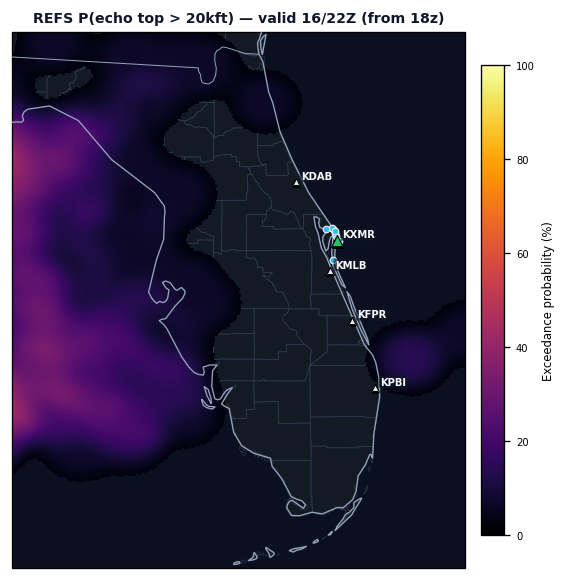 REFS P(echo top > 20kft) — valid 16/22Z (from 18z)
KDAB
KXMR
KMLB
KFPR
KPBI
100
80
60
40
20
0
Exceedance probability (%)